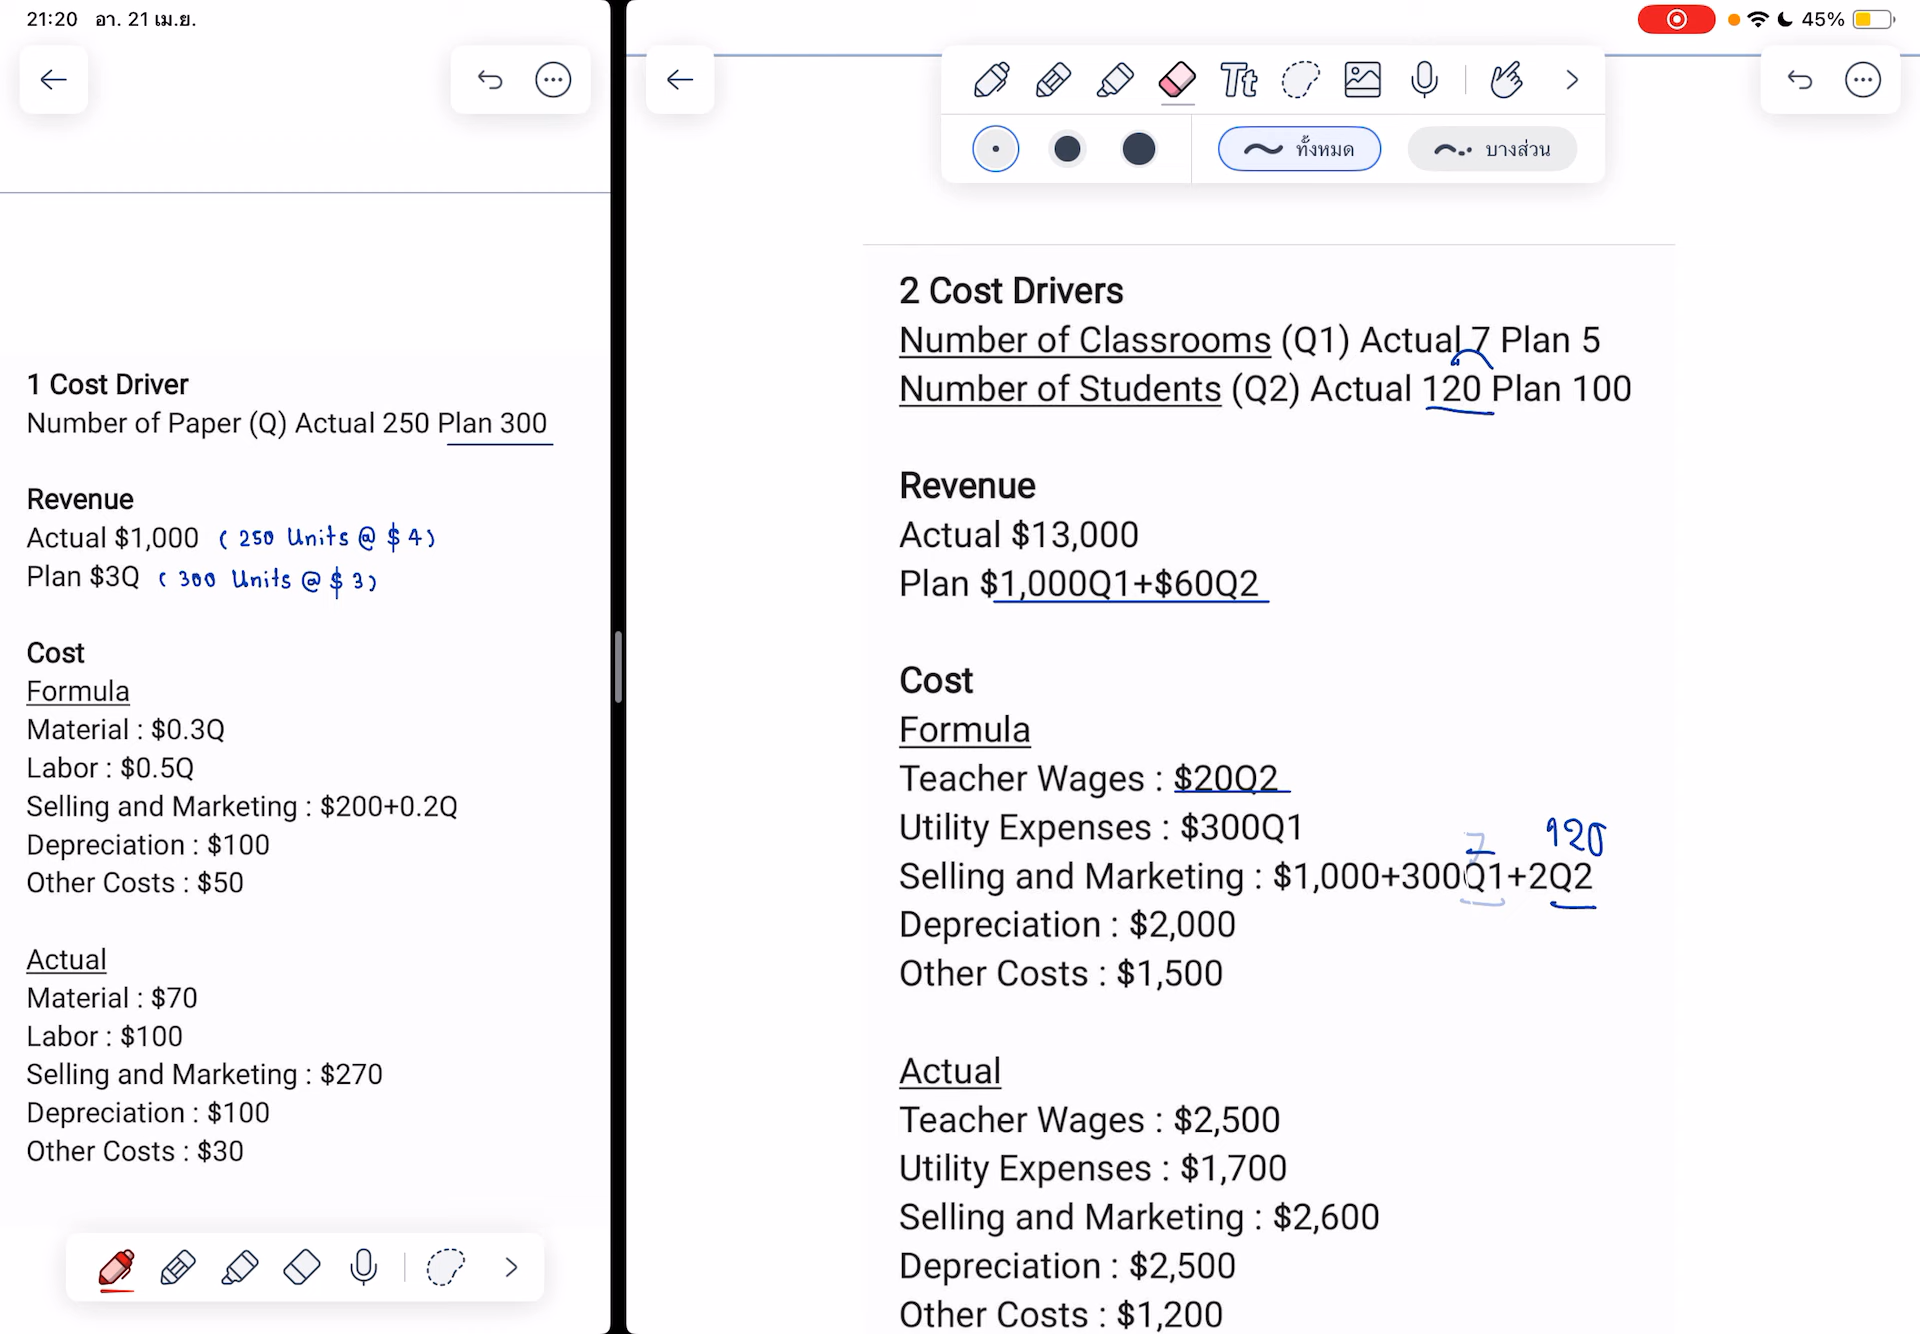 21:20 อา. 21 เม.ย.
45%
1 Cost Driver
Number of Paper (Q) Actual 250 Plan 300
Revenue
Actual $1,000 ( 250 Units @ $ 4 )
Plan $3Q ( 300 Units @ $ 3 )
Cost
Formula
Material : $0.3Q
Labor : $0.5Q
Selling and Marketing : $200+0.2Q
Depreciation : $100
Other Costs : $50
Actual
Material : $70
Labor : $100
Selling and Marketing : $270
Depreciation : $100
Other Costs : $30
Tt
ทั้งหมด บางส่วน
2 Cost Drivers
Number of Classrooms (Q1) Actual 7 Plan 5
Number of Students (Q2) Actual 120 Plan 100
Revenue
Actual $13,000
Plan $1,000Q1+$60Q2
Cost
Formula
Teacher Wages : $20Q2
Utility Expenses : $300Q1
7 120
Selling and Marketing : $1,000+300Q1+2Q2
Depreciation : $2,000
Other Costs : $1,500
Actual
Teacher Wages : $2,500
Utility Expenses : $1,700
Selling and Marketing : $2,600
Depreciation : $2,500
Other Costs : $1,200